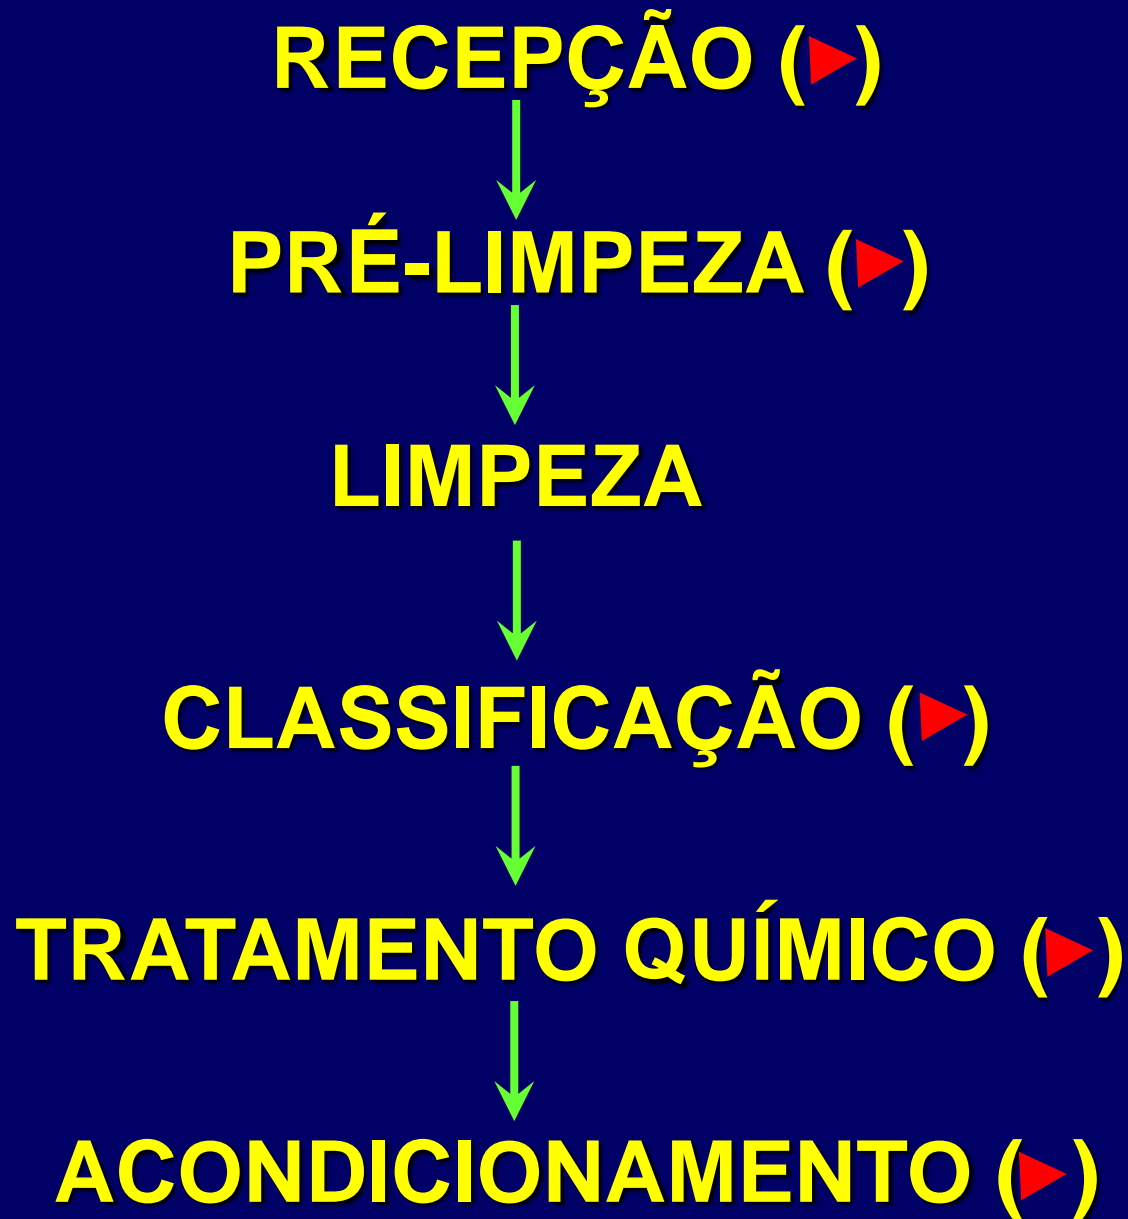 RECEPÇÃO (►)
PRÉ-LIMPEZA (►)
LIMPEZA
CLASSIFICAÇÃO (►)
TRATAMENTO QUÍMICO (►)
ACONDICIONAMENTO (►)